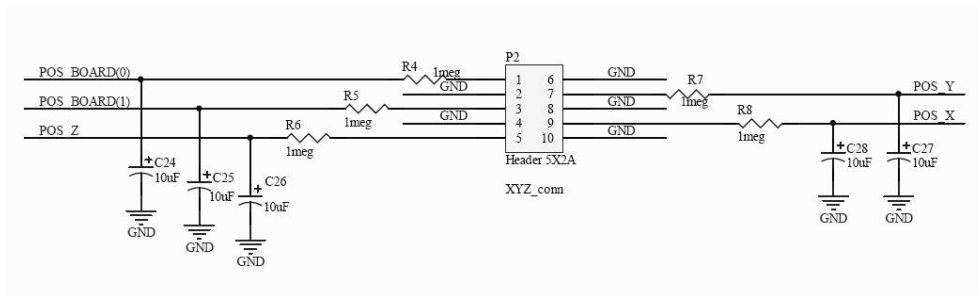 P2
R4
1meg
POS_BOARD(0)
GND
1
6
GND
R7
1meg
2
7
POS_Y
POS_BOARD(1)
R5
1meg
GND
3
8
GND
R8
1meg
POS_X
POS_Z
R6
1meg
4
9
5
10
GND
Header 5X2A
XYZ_conn
C24
10uF
GND
C25
10uF
GND
C26
10uF
GND
C28
10uF
GND
C27
10uF
GND